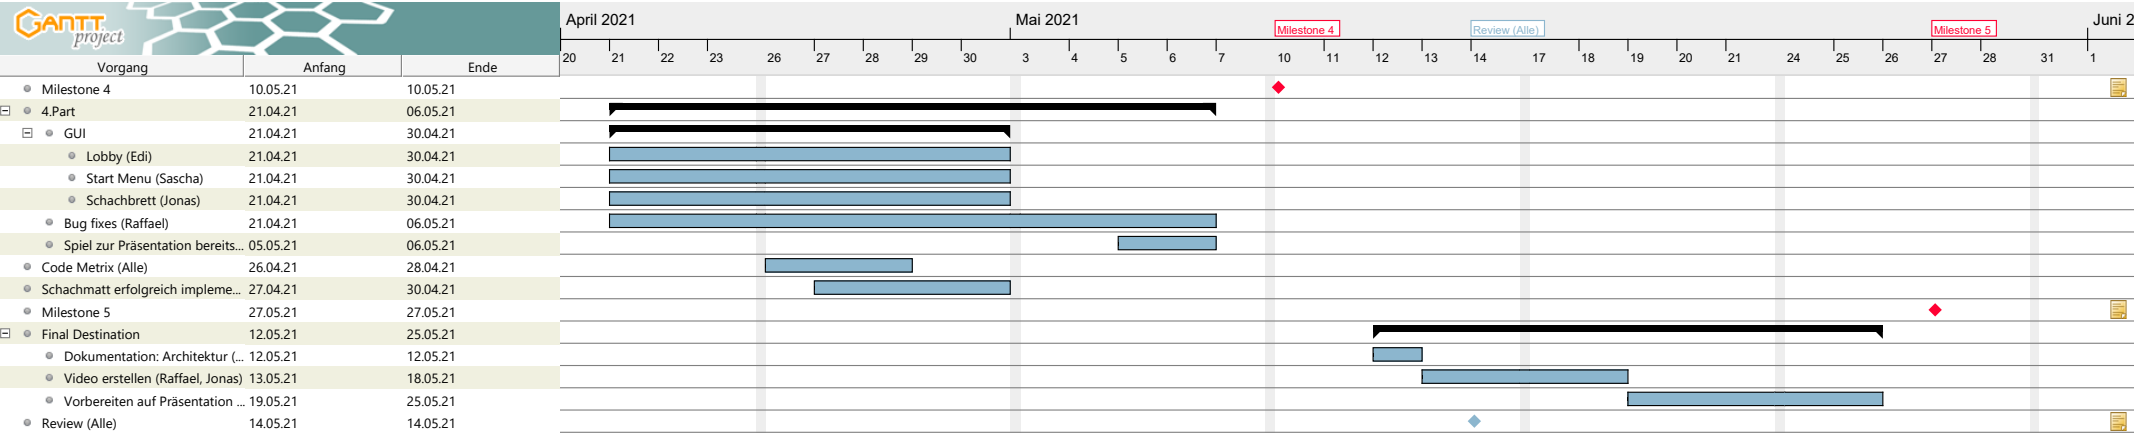 GANTT
project
April 2021 Mai 2021 Juni 2
Milestone 4 Review (Alle) Milestone 5
20 21 22 23 26 27 28 29 30 3 4 5 6 7 10 11 12 13 14 17 18 19 20 21 24 25 26 27 28 31 1
Vorgang Anfang Ende
Milestone 4 10.05.21 10.05.21
4.Part 21.04.21 06.05.21
GUI 21.04.21 30.04.21
Lobby (Edi) 21.04.21 30.04.21
Start Menu (Sascha) 21.04.21 30.04.21
Schachbrett (Jonas) 21.04.21 30.04.21
Bug fixes (Raffael) 21.04.21 06.05.21
Spiel zur Präsentation bereits... 05.05.21 06.05.21
Code Metrix (Alle) 26.04.21 28.04.21
Schachmatt erfolgreich impleme... 27.04.21 30.04.21
Milestone 5 27.05.21 27.05.21
Final Destination 12.05.21 25.05.21
Dokumentation: Architektur (... 12.05.21 12.05.21
Video erstellen (Raffael, Jonas) 13.05.21 18.05.21
Vorbereiten auf Präsentation ... 19.05.21 25.05.21
Review (Alle) 14.05.21 14.05.21